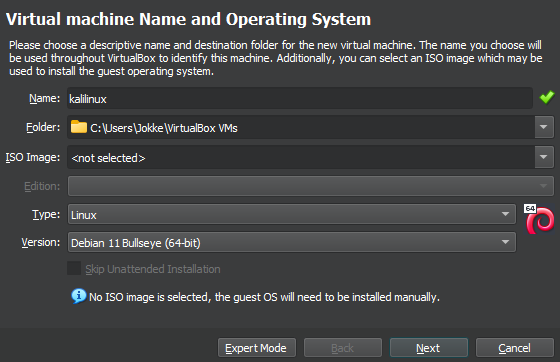 Virtual machine Name and Operating System
Please choose a descriptive name and destination folder for the new virtual machine. The name you choose will
be used throughout VirtualBox to identify this machine. Additionally, you can select an ISO image which may be
used to install the guest operating system.
Name: kalilinux
Folder: C:\Users\Jokke\VirtualBox VMs
ISO Image: <not selected>
Edition:
Type: Linux
64
Version: Debian 11 Bullseye (64-bit)
Skip Unattended Installation
No ISO image is selected, the guest OS will need to be installed manually.
Expert Mode Back Next Cancel